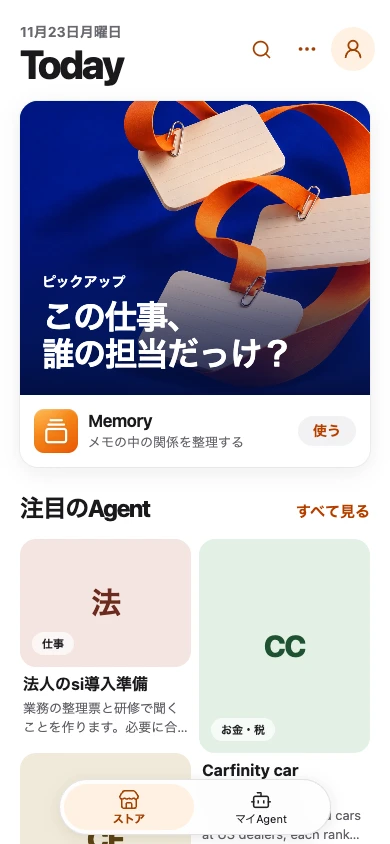 11月23日月曜日
Today
ピックアップ
この仕事、
誰の担当だっけ？
Memory
メモの中の関係を整理する
使う
注目のAgent
すべて見る
法
仕事
法人のsi導入準備
業務の整理票と研修で聞く
ことを作ります。必要に合…
CC
お金・税
Carfinity car
cars
at US dealers, each rank…
ストア
マイAgent